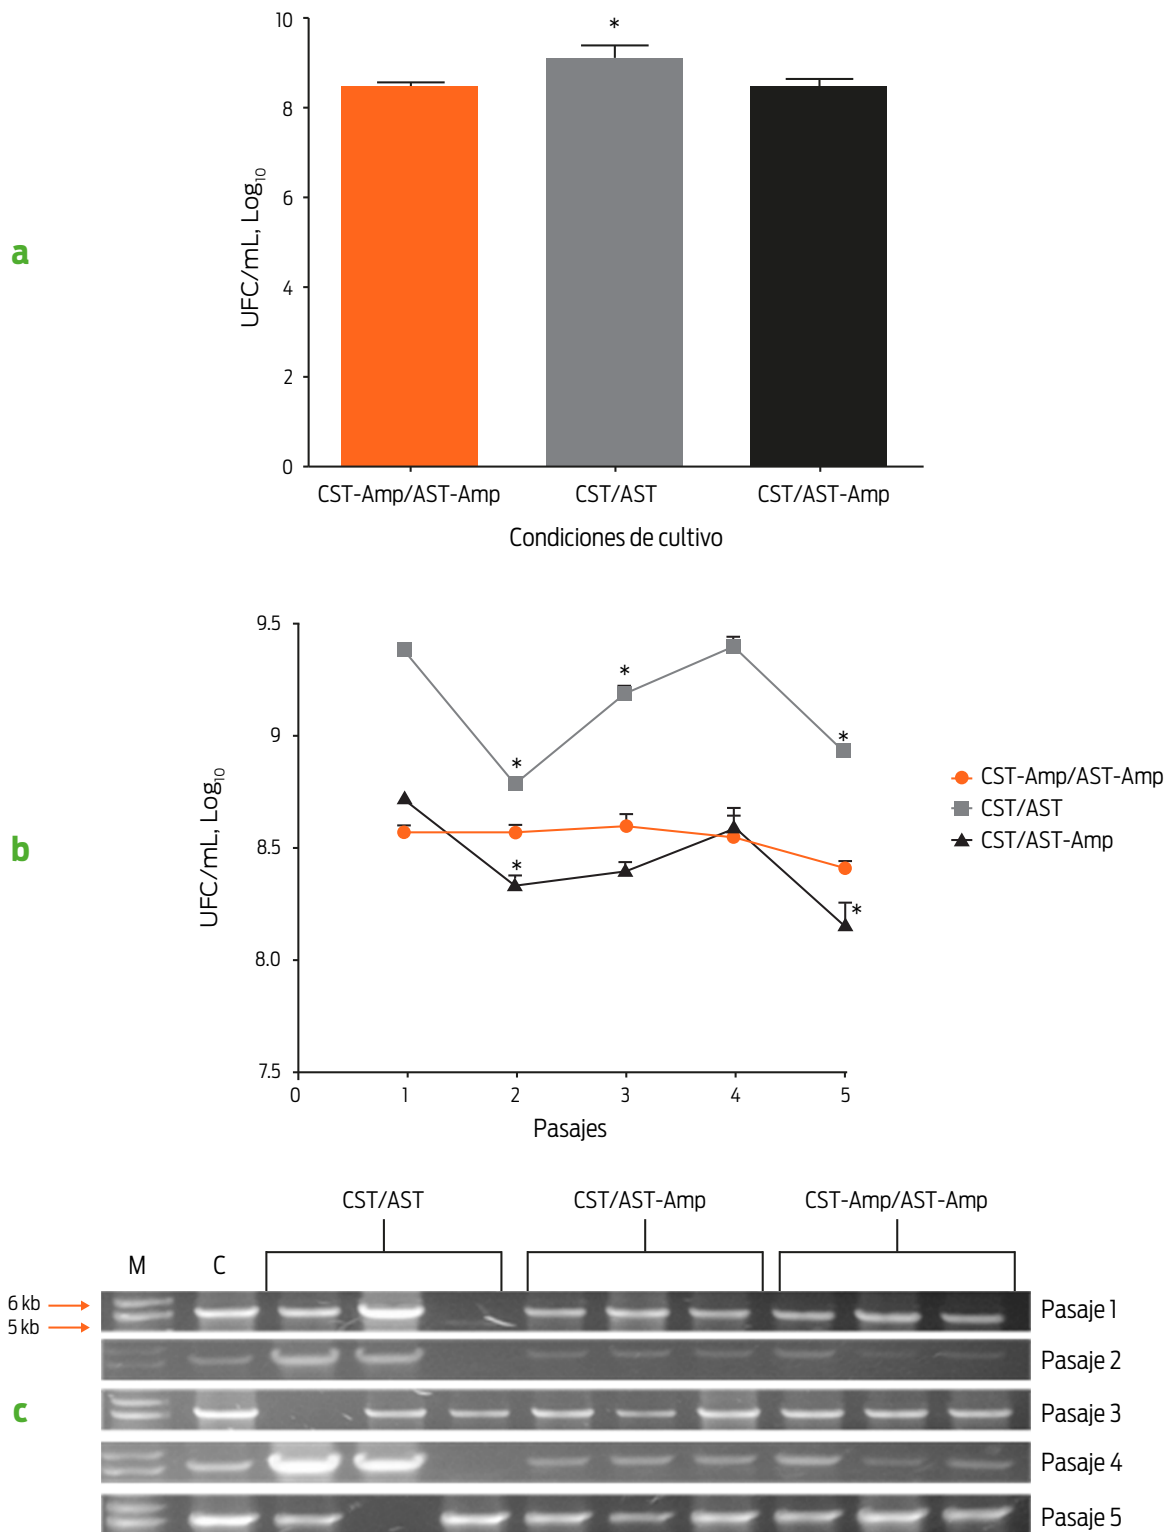 a
10
8
6
4
2
0
UFC/mL, Log10
*
CST-Amp/AST-Amp
CST/AST
CST/AST-Amp
Condiciones de cultivo
b
9.5
9
8.5
8.0
7.5
UFC/mL, Log10
*
*
*
*
*
0
1
2
3
4
5
Pasajes
CST-Amp/AST-Amp
CST/AST
CST/AST-Amp
c
CST/AST
CST/AST-Amp
CST-Amp/AST-Amp
M
C
6 kb
5 kb
Pasaje 1
Pasaje 2
Pasaje 3
Pasaje 4
Pasaje 5